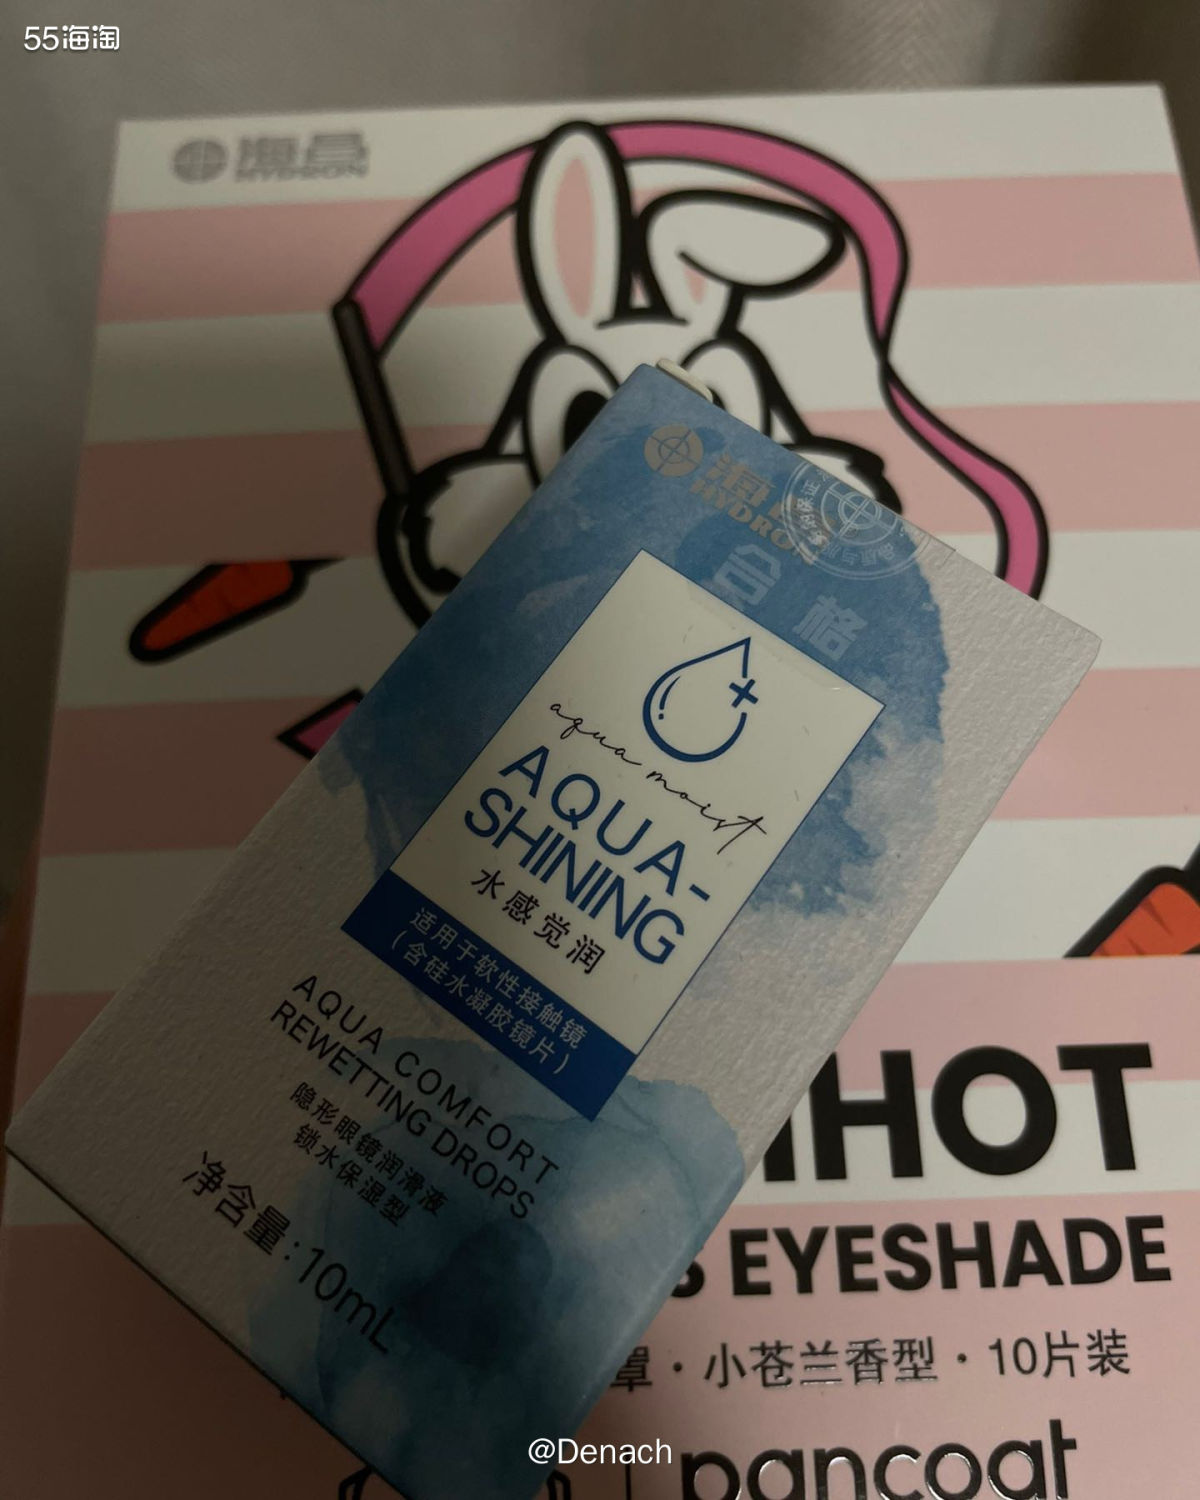 55海淘
海昌
HYDRON
海
HYDRON
合格
aqua moist
AQUA-
SHINING
水感觉润
适用于软性接触镜
(含硅水凝胶镜片)
AQUA COMFORT
REWETTING DROPS
隐形眼镜润滑液
锁水保湿型
净含量:10mL
HOT
EYESHADE
罩·小苍兰香型·10片装
pancoat
@Denach